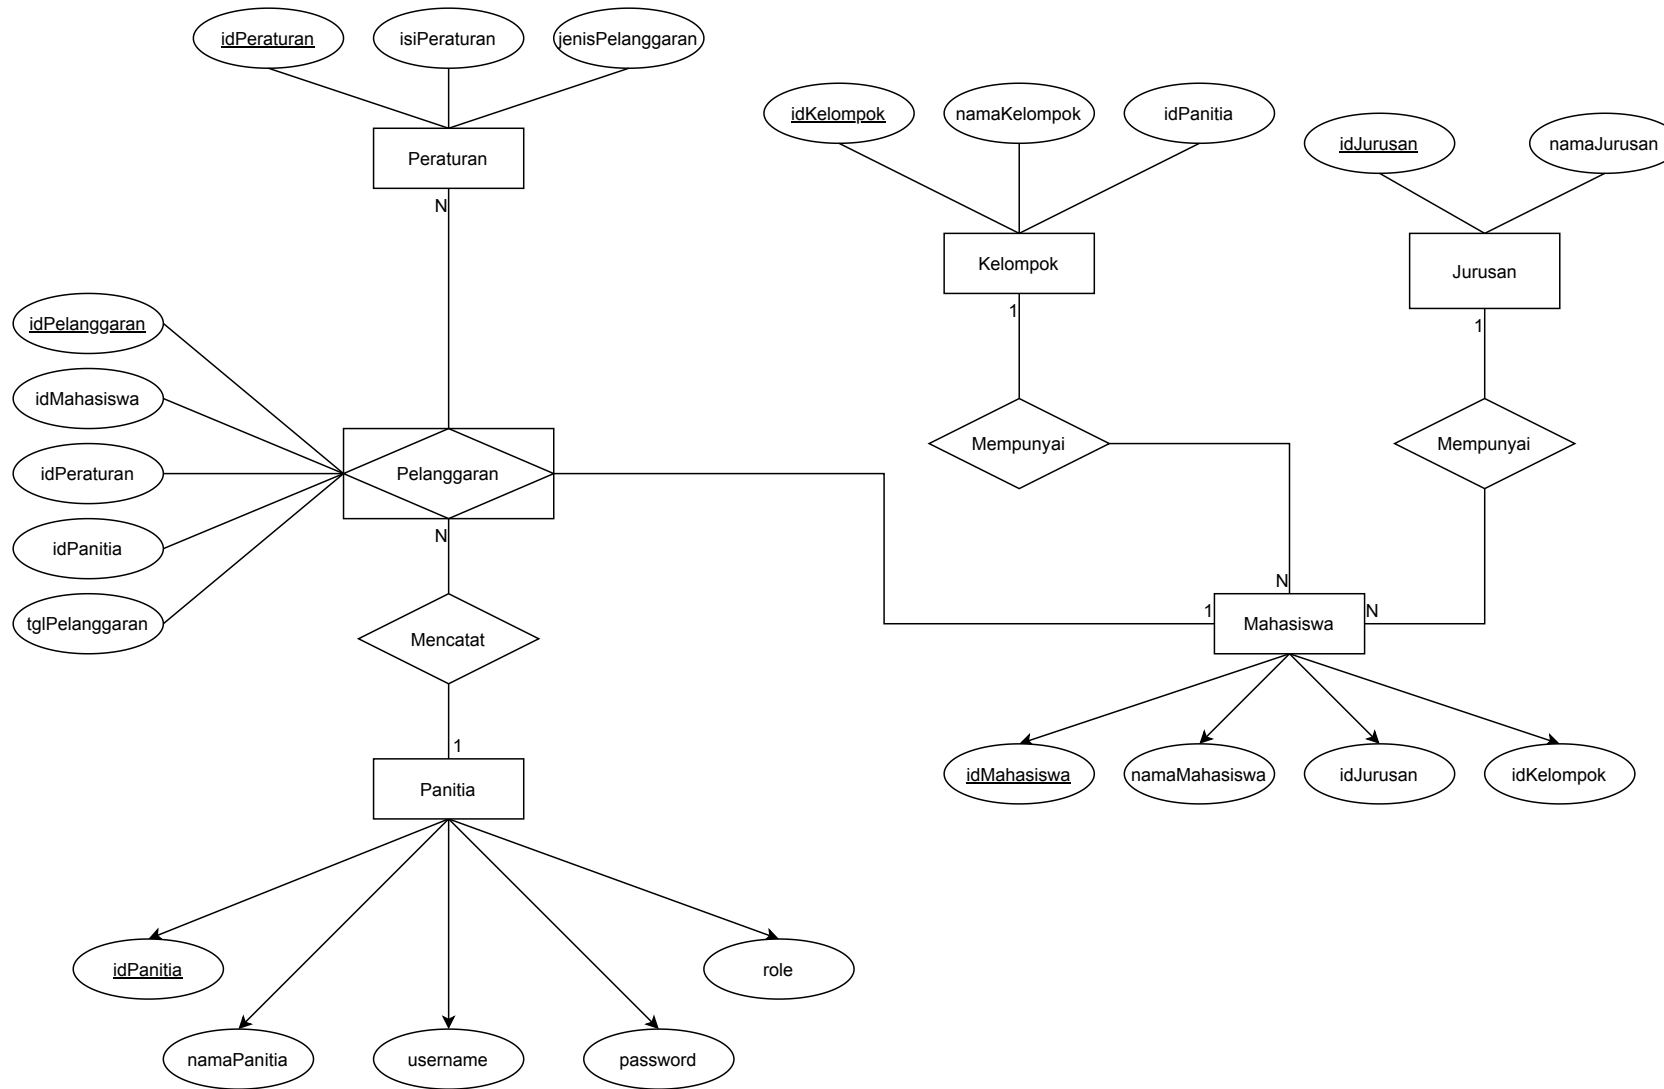 idPeraturan
isiPeraturan
jenisPelanggaran
idKelompok
namaKelompok
idPanitia
idJurusan
namaJurusan
Peraturan
N
Kelompok
1
Jurusan
1
idPelanggaran
idMahasiswa
idPeraturan
idPanitia
tglPelanggaran
Pelanggaran
N
Mempunyai
Mempunyai
N
1
N
Mahasiswa
Mencatat
1
Panitia
idMahasiswa
namaMahasiswa
idJurusan
idKelompok
idPanitia
role
namaPanitia
username
password